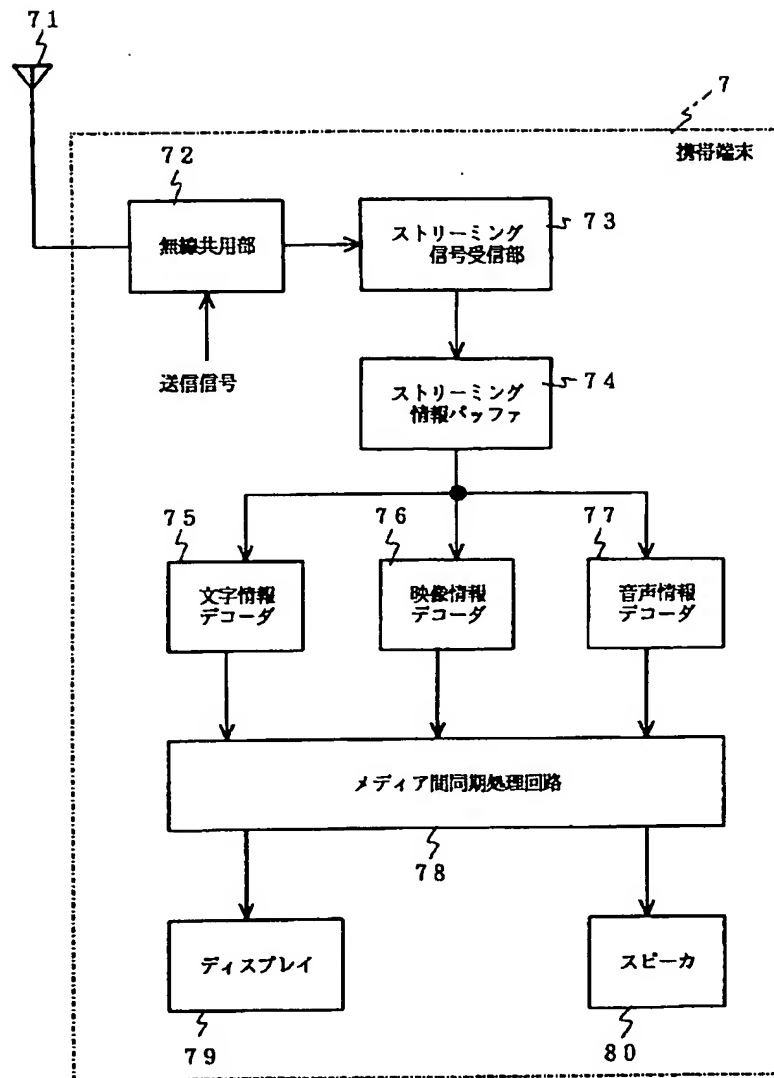 71
7
携帯端末
72
無線共用部
ストリーミング
信号受信部
73
送信信号
ストリーミング
情報バッファ
74
75
76
77
文字情報
デコーダ
映像情報
デコーダ
音声情報
デコーダ
メディア間同期処理回路
78
ディスプレイ
スピーカ
79
80